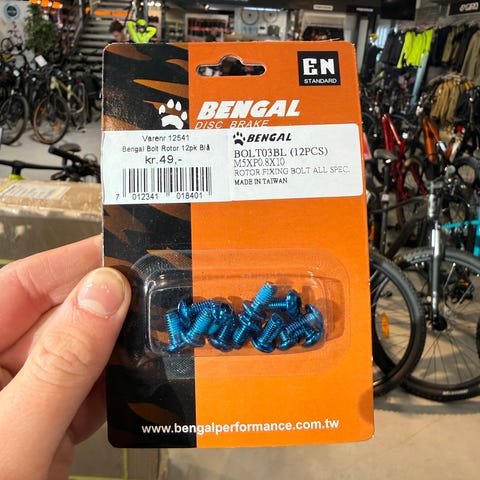 EN
STANDARD
BENGAL
DISC BRAKE
Varenr 12541
Bengal Bolt Rotor 12pk Blå
kr.49,-
7 012341 018401
BENGAL
BOLT03BL (12PCS)
M5XP0.8X10
ROTOR FIXING BOLT ALL SPEC.
MADE IN TAIWAN
www.bengalperformance.com.tw